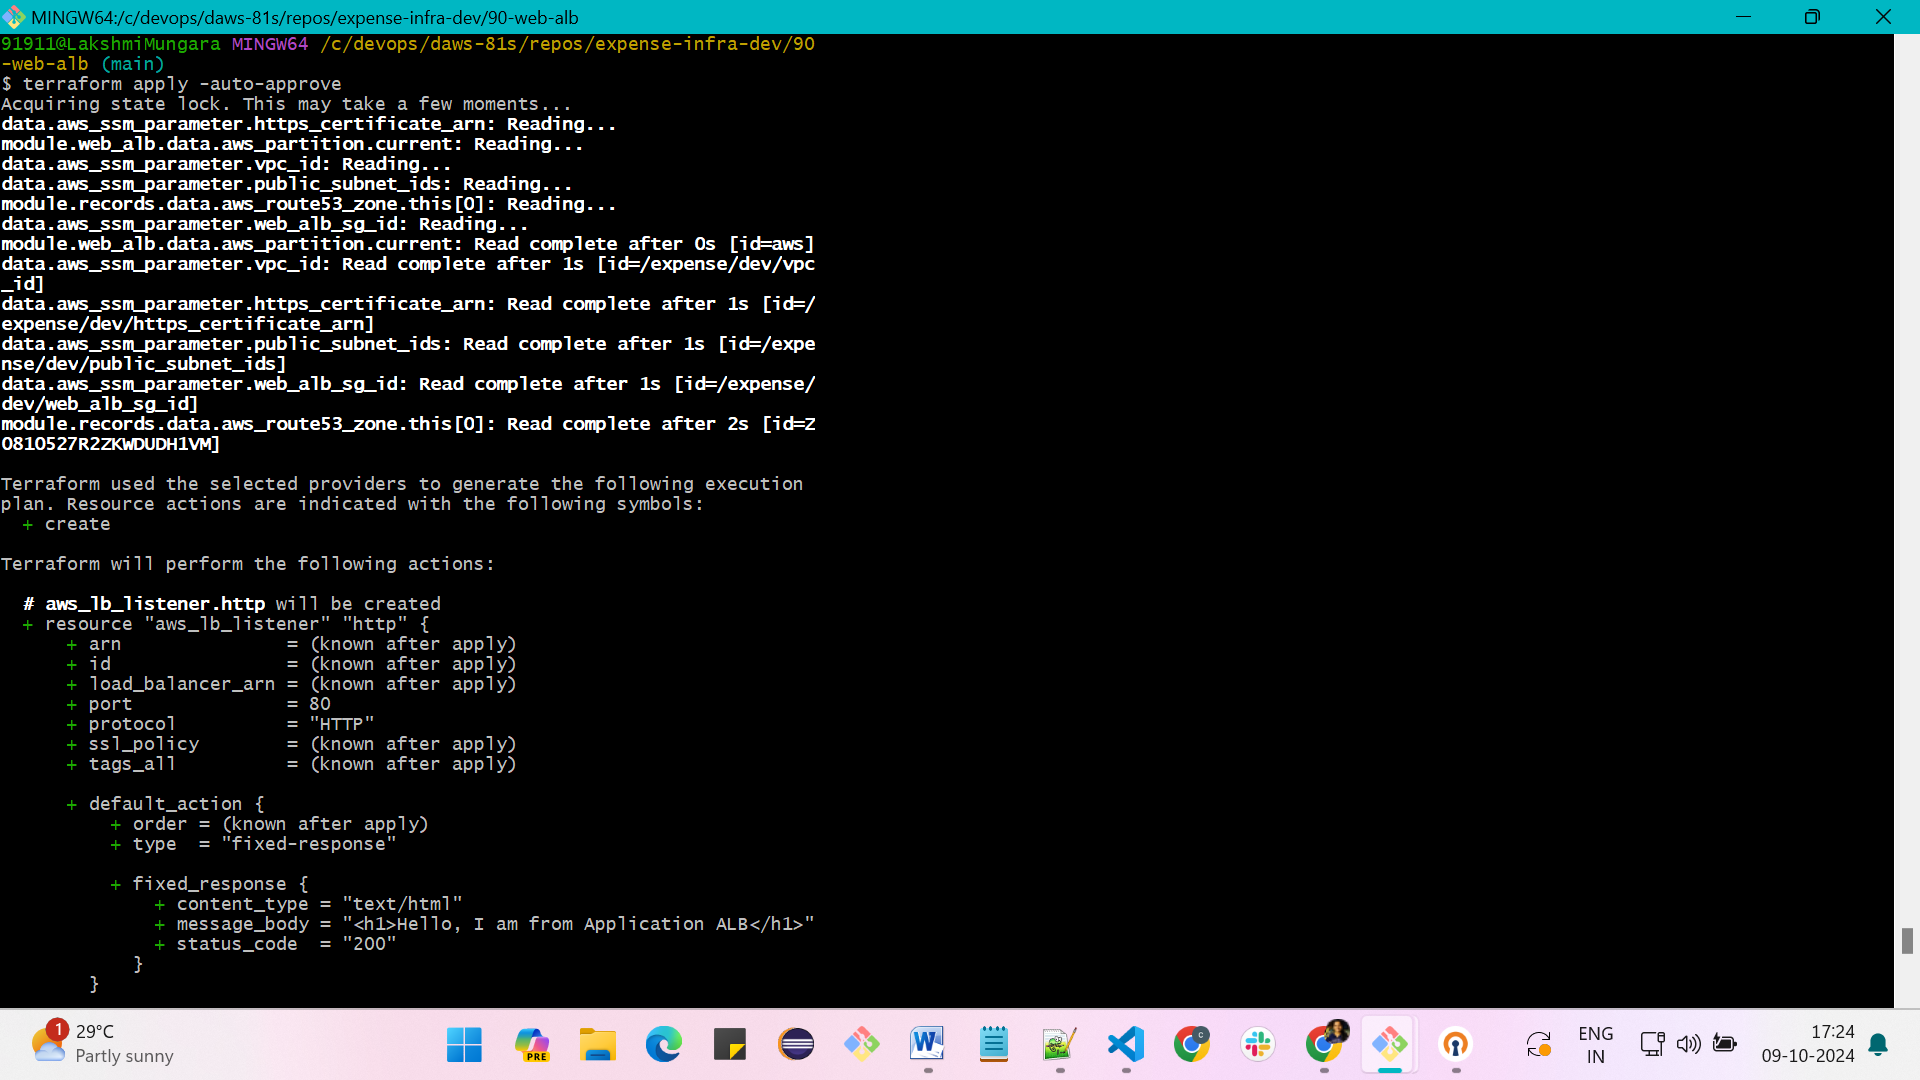 MINGW64:/c/devops/daws-81s/repos/expense-infra-dev/90-web-alb
91911@LakshmiMungara MINGW64 /c/devops/daws-81s/repos/expense-infra-dev/90
-web-alb (main)
$ terraform apply -auto-approve
Acquiring state lock. This may take a few moments...
data.aws_ssm_parameter.https_certificate_arn: Reading...
module.web_alb.data.aws_partition.current: Reading...
data.aws_ssm_parameter.vpc_id: Reading...
data.aws_ssm_parameter.public_subnet_ids: Reading...
module.records.data.aws_route53_zone.this[0]: Reading...
data.aws_ssm_parameter.web_alb_sg_id: Reading...
module.web_alb.data.aws_partition.current: Read complete after 0s [id=aws]
data.aws_ssm_parameter.vpc_id: Read complete after 1s [id=/expense/dev/vpc
_id]
data.aws_ssm_parameter.https_certificate_arn: Read complete after 1s [id=/
expense/dev/https_certificate_arn]
data.aws_ssm_parameter.public_subnet_ids: Read complete after 1s [id=/expe
nse/dev/public_subnet_ids]
data.aws_ssm_parameter.web_alb_sg_id: Read complete after 1s [id=/expense/
dev/web_alb_sg_id]
module.records.data.aws_route53_zone.this[0]: Read complete after 2s [id=Z
0810527R2ZKWDUDH1VM]
Terraform used the selected providers to generate the following execution
plan. Resource actions are indicated with the following symbols:
  + create
Terraform will perform the following actions:
  # aws_lb_listener.http will be created
  + resource "aws_lb_listener" "http" {
      + arn               = (known after apply)
      + id                = (known after apply)
      + load_balancer_arn = (known after apply)
      + port              = 80
      + protocol          = "HTTP"
      + ssl_policy        = (known after apply)
      + tags_all          = (known after apply)
      + default_action {
          + order = (known after apply)
          + type  = "fixed-response"
          + fixed_response {
              + content_type = "text/html"
              + message_body = "<h1>Hello, I am from Application ALB</h1>"
              + status_code  = "200"
            }
        }
1
29°C
Partly sunny
PRE
W
C
ENG
IN
17:24
09-10-2024